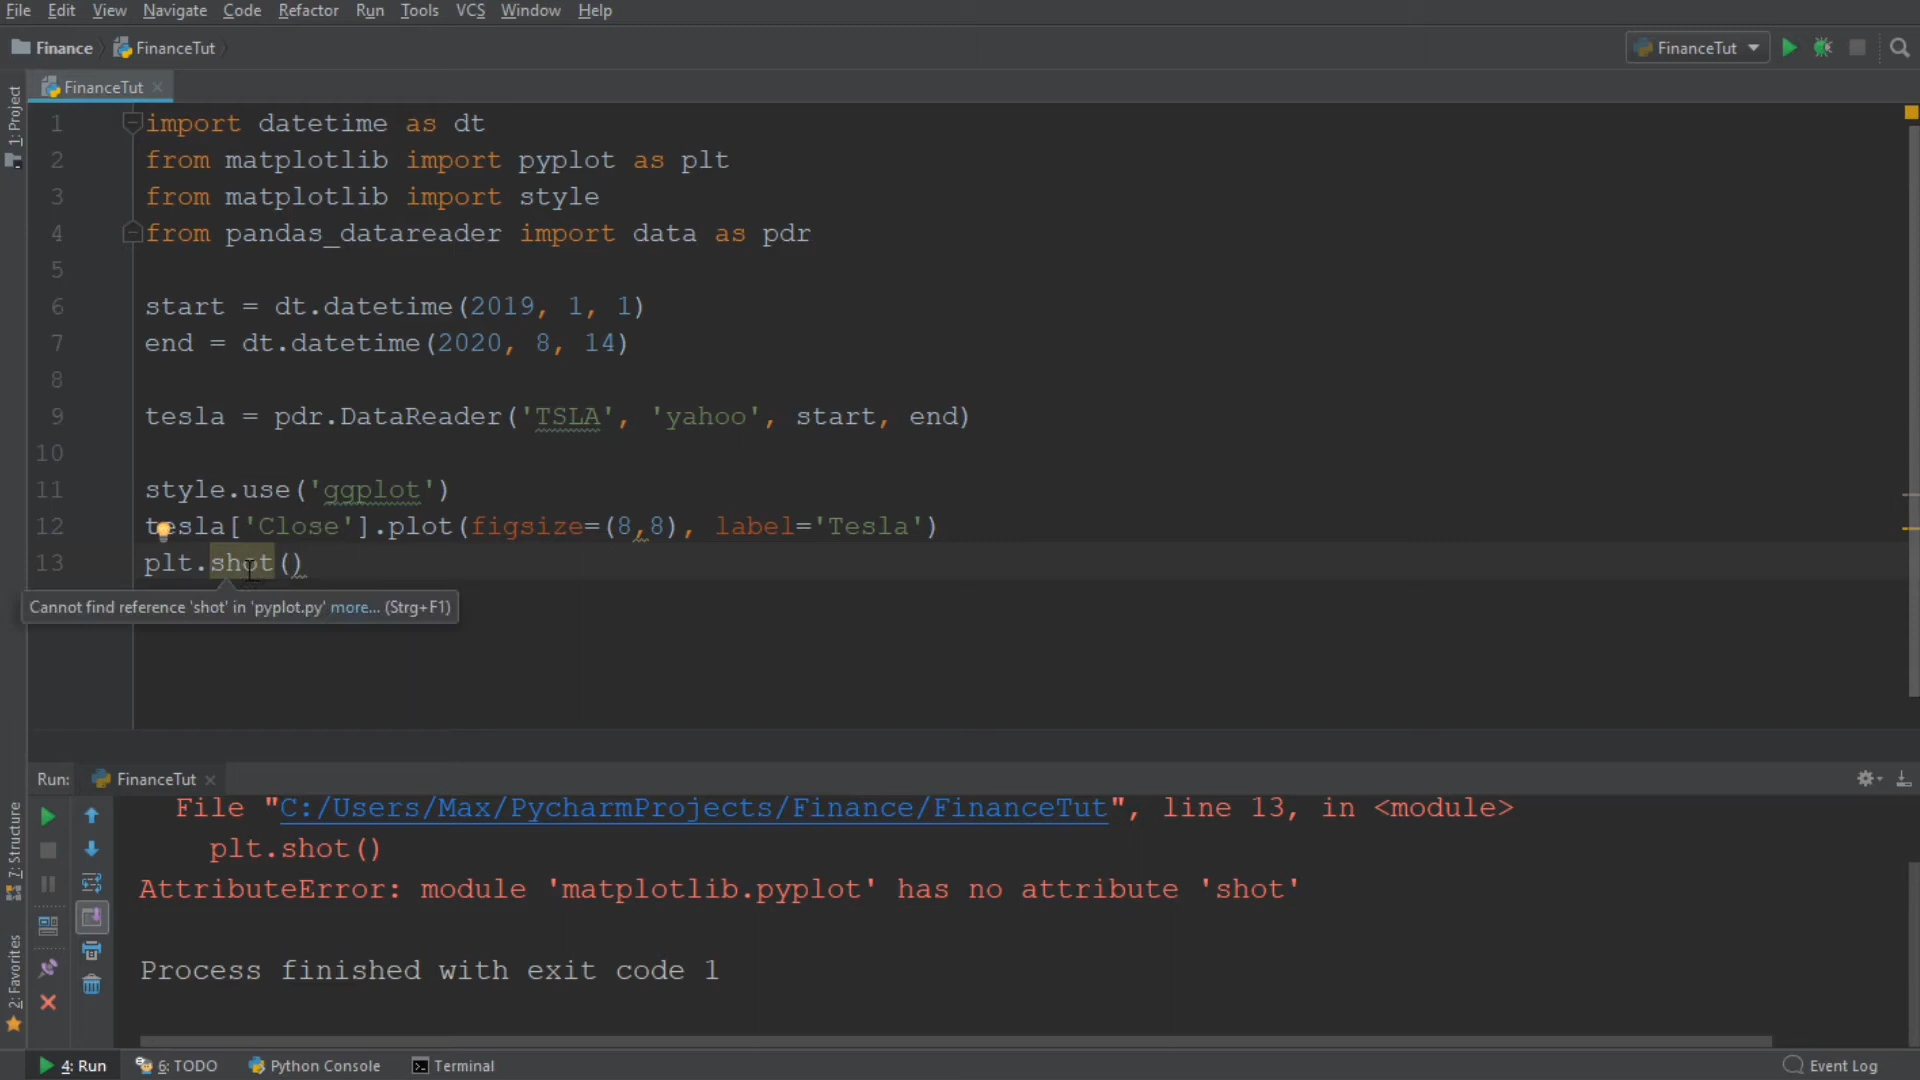 File Edit View Navigate Code Refactor Run Tools VCS Window Help
Finance FinanceTut FinanceTut
FinanceTut
1: Project
1 import datetime as dt
2 from matplotlib import pyplot as plt
3 from matplotlib import style
4 from pandas_datareader import data as pdr
5
6 start = dt.datetime(2019, 1, 1)
7 end = dt.datetime(2020, 8, 14)
8
9 tesla = pdr.DataReader('TSLA', 'yahoo', start, end)
10
11 style.use('ggplot')
12 tesla['Close'].plot(figsize=(8,8), label='Tesla')
13 plt.shot()
Cannot find reference 'shot' in 'pyplot.py' more... (Strg+F1)
Run: FinanceTut
7: Structure
2: Favorites
File "C:/Users/Max/PycharmProjects/Finance/FinanceTut", line 13, in <module>
plt.shot()
AttributeError: module 'matplotlib.pyplot' has no attribute 'shot'
Process finished with exit code 1
4: Run 6: TODO Python Console Terminal Event Log